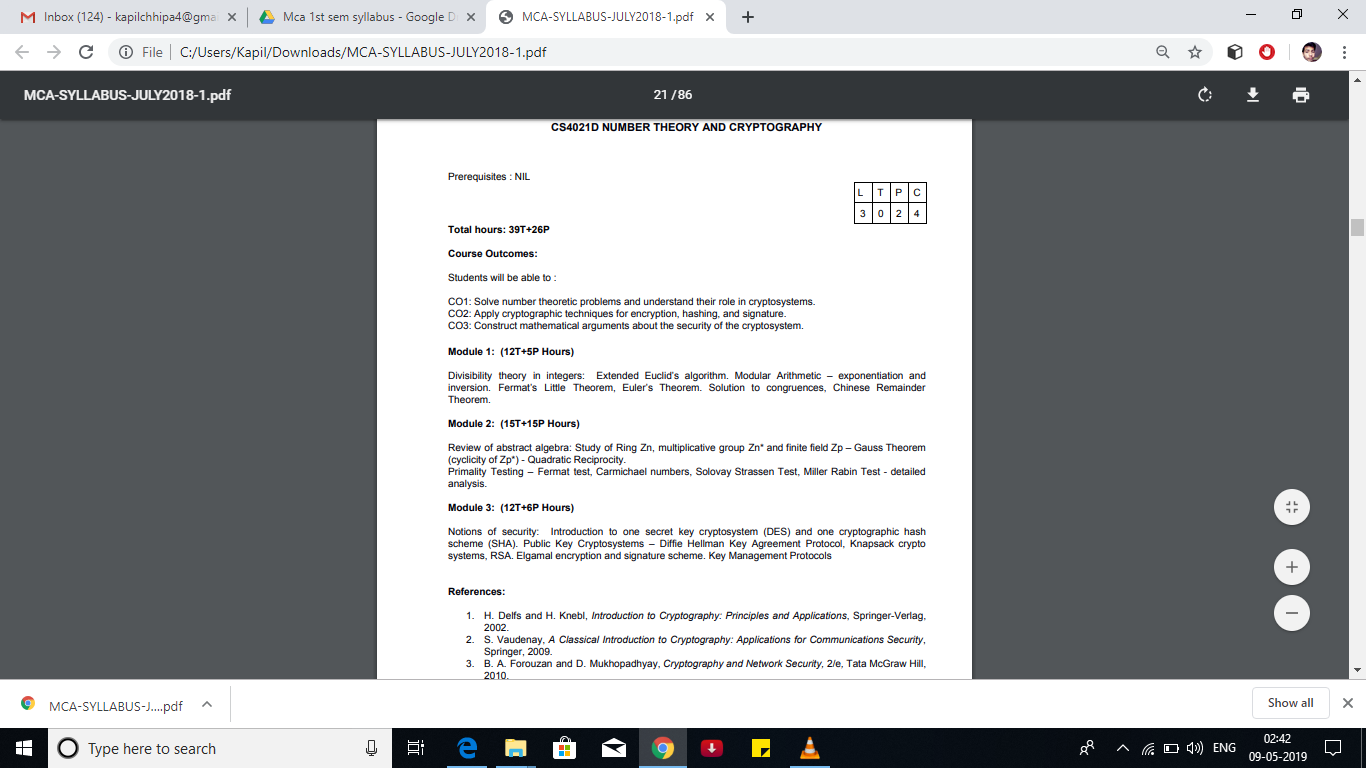 Inbox (124) - kapilchhipa4@gma
Mca 1st sem syllabus - Google D
MCA-SYLLABUS-JULY2018-1.pdf
File C:/Users/Kapil/Downloads/MCA-SYLLABUS-JULY2018-1.pdf
MCA-SYLLABUS-JULY2018-1.pdf
21 / 86
CS4021D NUMBER THEORY AND CRYPTOGRAPHY
Prerequisites : NIL
L T P C
3 0 2 4
Total hours: 39T+26P
Course Outcomes:
Students will be able to :
CO1: Solve number theoretic problems and understand their role in cryptosystems.
CO2: Apply cryptographic techniques for encryption, hashing, and signature.
CO3: Construct mathematical arguments about the security of the cryptosystem.
Module 1: (12T+5P Hours)
Divisibility theory in integers: Extended Euclid's algorithm. Modular Arithmetic – exponentiation and
inversion. Fermat's Little Theorem, Euler's Theorem. Solution to congruences, Chinese Remainder
Theorem.
Module 2: (15T+15P Hours)
Review of abstract algebra: Study of Ring Zn, multiplicative group Zn* and finite field Zp – Gauss Theorem
(cyclicity of Zp*) - Quadratic Reciprocity.
Primality Testing – Fermat test, Carmichael numbers, Solovay Strassen Test, Miller Rabin Test - detailed
analysis.
Module 3: (12T+6P Hours)
Notions of security: Introduction to one secret key cryptosystem (DES) and one cryptographic hash
scheme (SHA). Public Key Cryptosystems – Diffie Hellman Key Agreement Protocol, Knapsack crypto
systems, RSA. Elgamal encryption and signature scheme. Key Management Protocols
References:
1. H. Delfs and H. Knebl, Introduction to Cryptography: Principles and Applications, Springer-Verlag,
2002.
2. S. Vaudenay, A Classical Introduction to Cryptography: Applications for Communications Security,
Springer, 2009.
3. B. A. Forouzan and D. Mukhopadhyay, Cryptography and Network Security, 2/e, Tata McGraw Hill,
2010.
MCA-SYLLABUS-J....pdf
Show all
Type here to search
ENG
02:42
09-05-2019